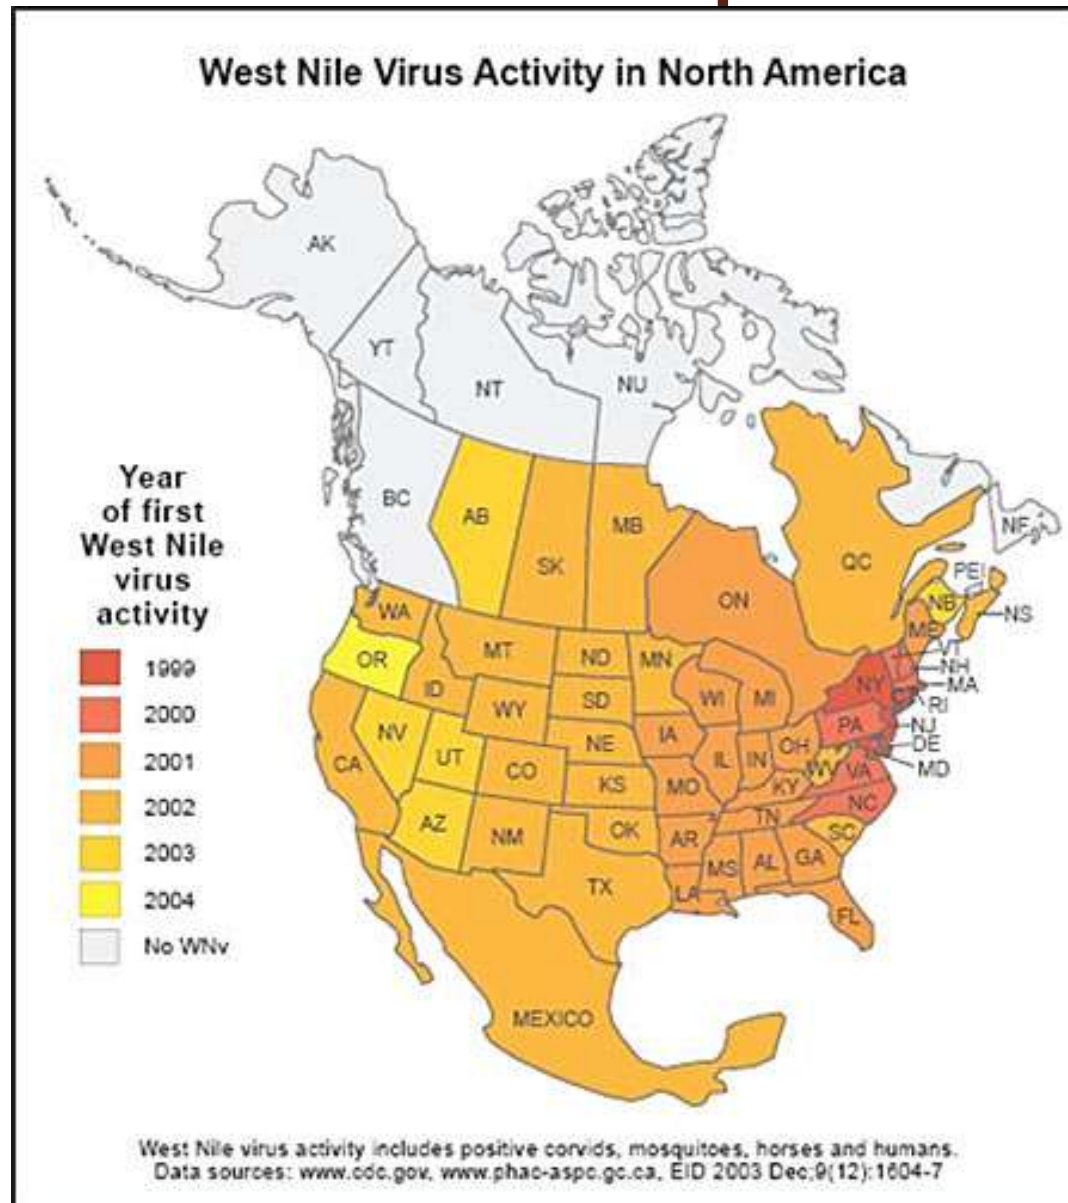 West Nile Virus Activity in North America
AK
YT
NT
NU
BC
AB
SK
MB
ON
QC
NF
PEI
NB
NS
ME
VT
NH
MA
RI
NJ
DE
MD
NY
PA
WA
OR
MT
ID
ND
MN
SD
WY
WI
MI
NV
UT
CA
CO
NE
IA
IL
IN
OH
WV
VA
KS
MO
KY
NC
AZ
NM
OK
AR
TN
SC
TX
LA
MS
AL
GA
FL
MEXICO
Year
of first
West Nile
virus
activity
1999
2000
2001
2002
2003
2004
No WNv
West Nile virus activity includes positive corvids, mosquitoes, horses and humans.
Data sources: www.cdc.gov, www.phac-aspc.gc.ca, EID 2003 Dec;9(12):1604-7